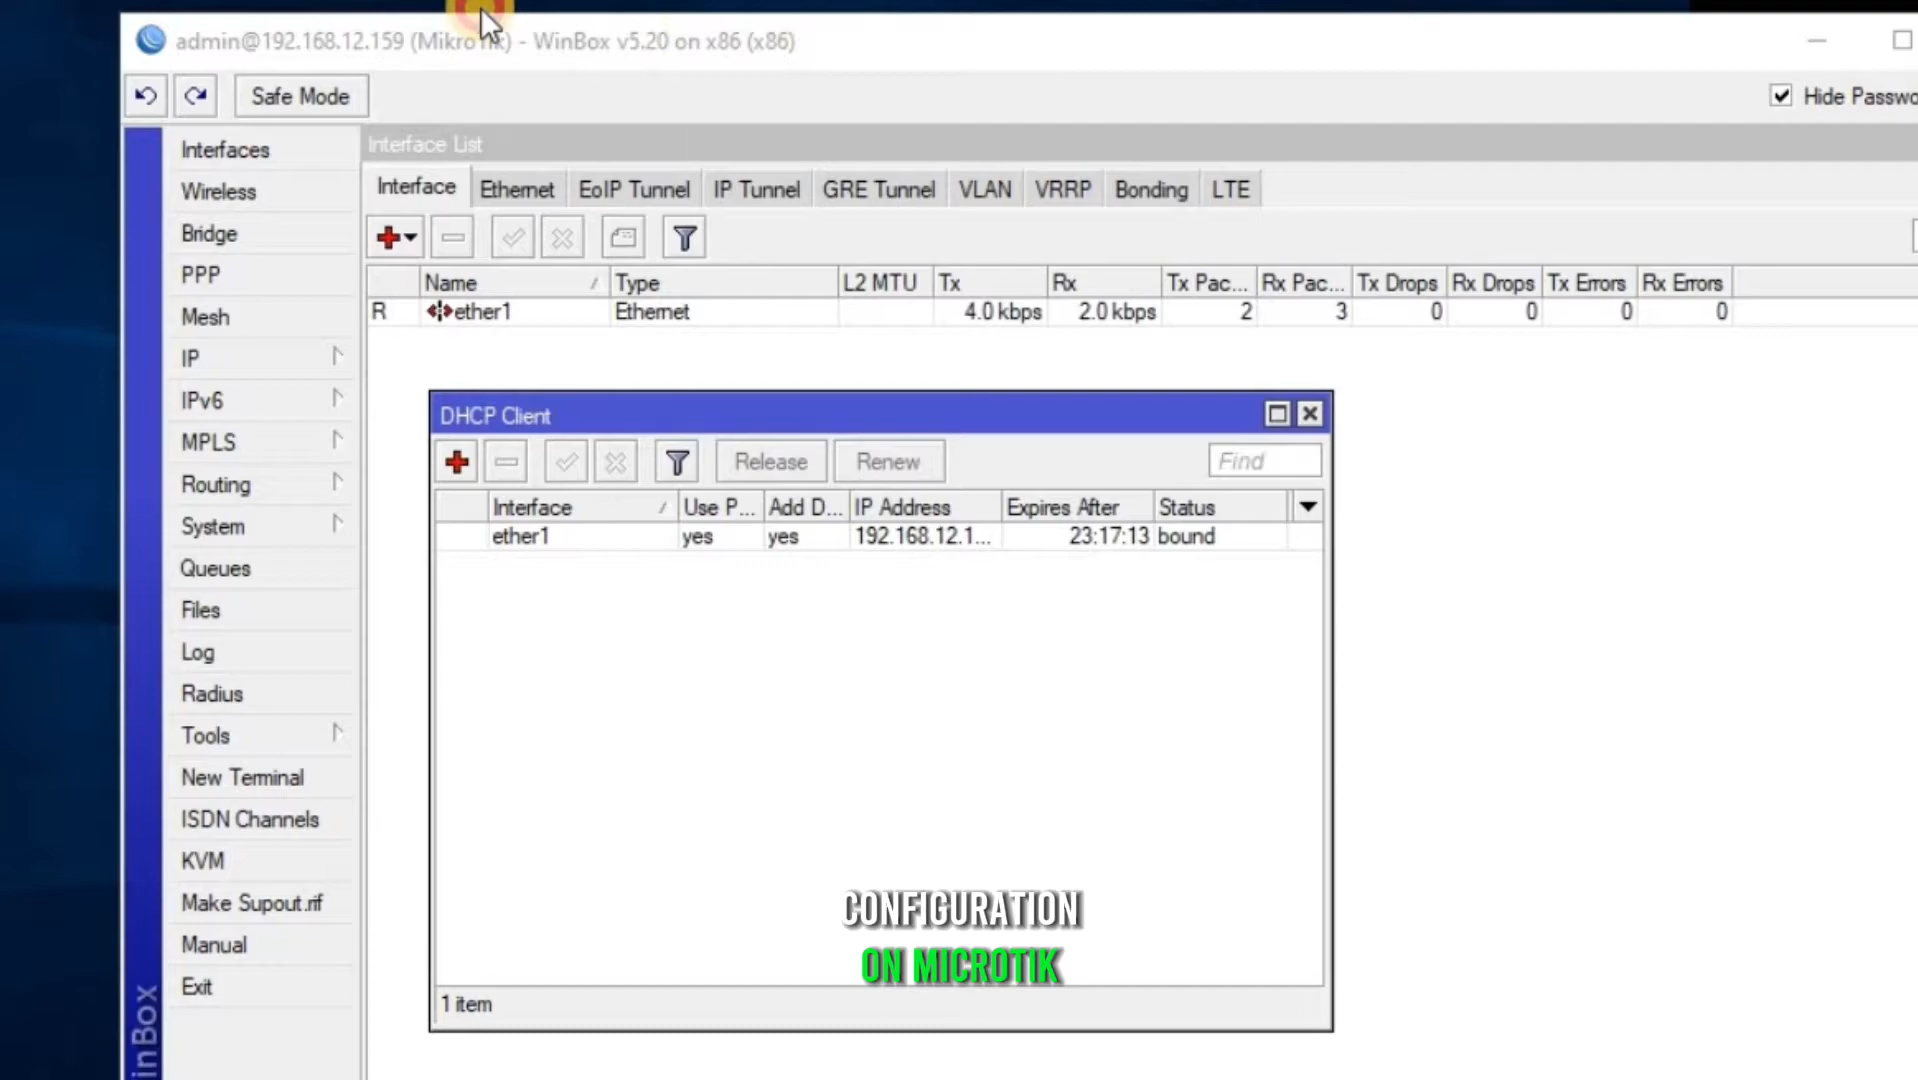 admin@192.168.12.159 (MikroTik) - WinBox v5.20 on x86 (x86)
Safe Mode
Hide Passwo
Interfaces
Wireless
Bridge
PPP
Mesh
IP
IPv6
MPLS
Routing
System
Queues
Files
Log
Radius
Tools
New Terminal
ISDN Channels
KVM
Make Supout.rif
Manual
Exit
inBox
Interface List
Interface Ethernet EoIP Tunnel IP Tunnel GRE Tunnel VLAN VRRP Bonding LTE
Name Type L2 MTU Tx Rx Tx Pac... Rx Pac... Tx Drops Rx Drops Tx Errors Rx Errors
R ether1 Ethernet 4.0 kbps 2.0 kbps 2 3 0 0 0 0
DHCP Client
Release Renew Find
Interface Use P... Add D... IP Address Expires After Status
ether1 yes yes 192.168.12.1... 23:17:13 bound
CONFIGURATION
ON MICROTIK
1 item